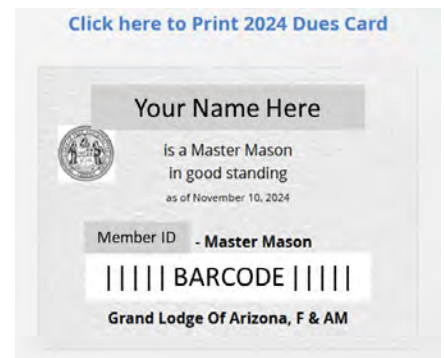 Click here to Print 2024 Dues Card
Your Name Here
is a Master Mason
in good standing
as of November 10, 2024
Member ID - Master Mason
||||| BARCODE |||||
Grand Lodge Of Arizona, F & AM